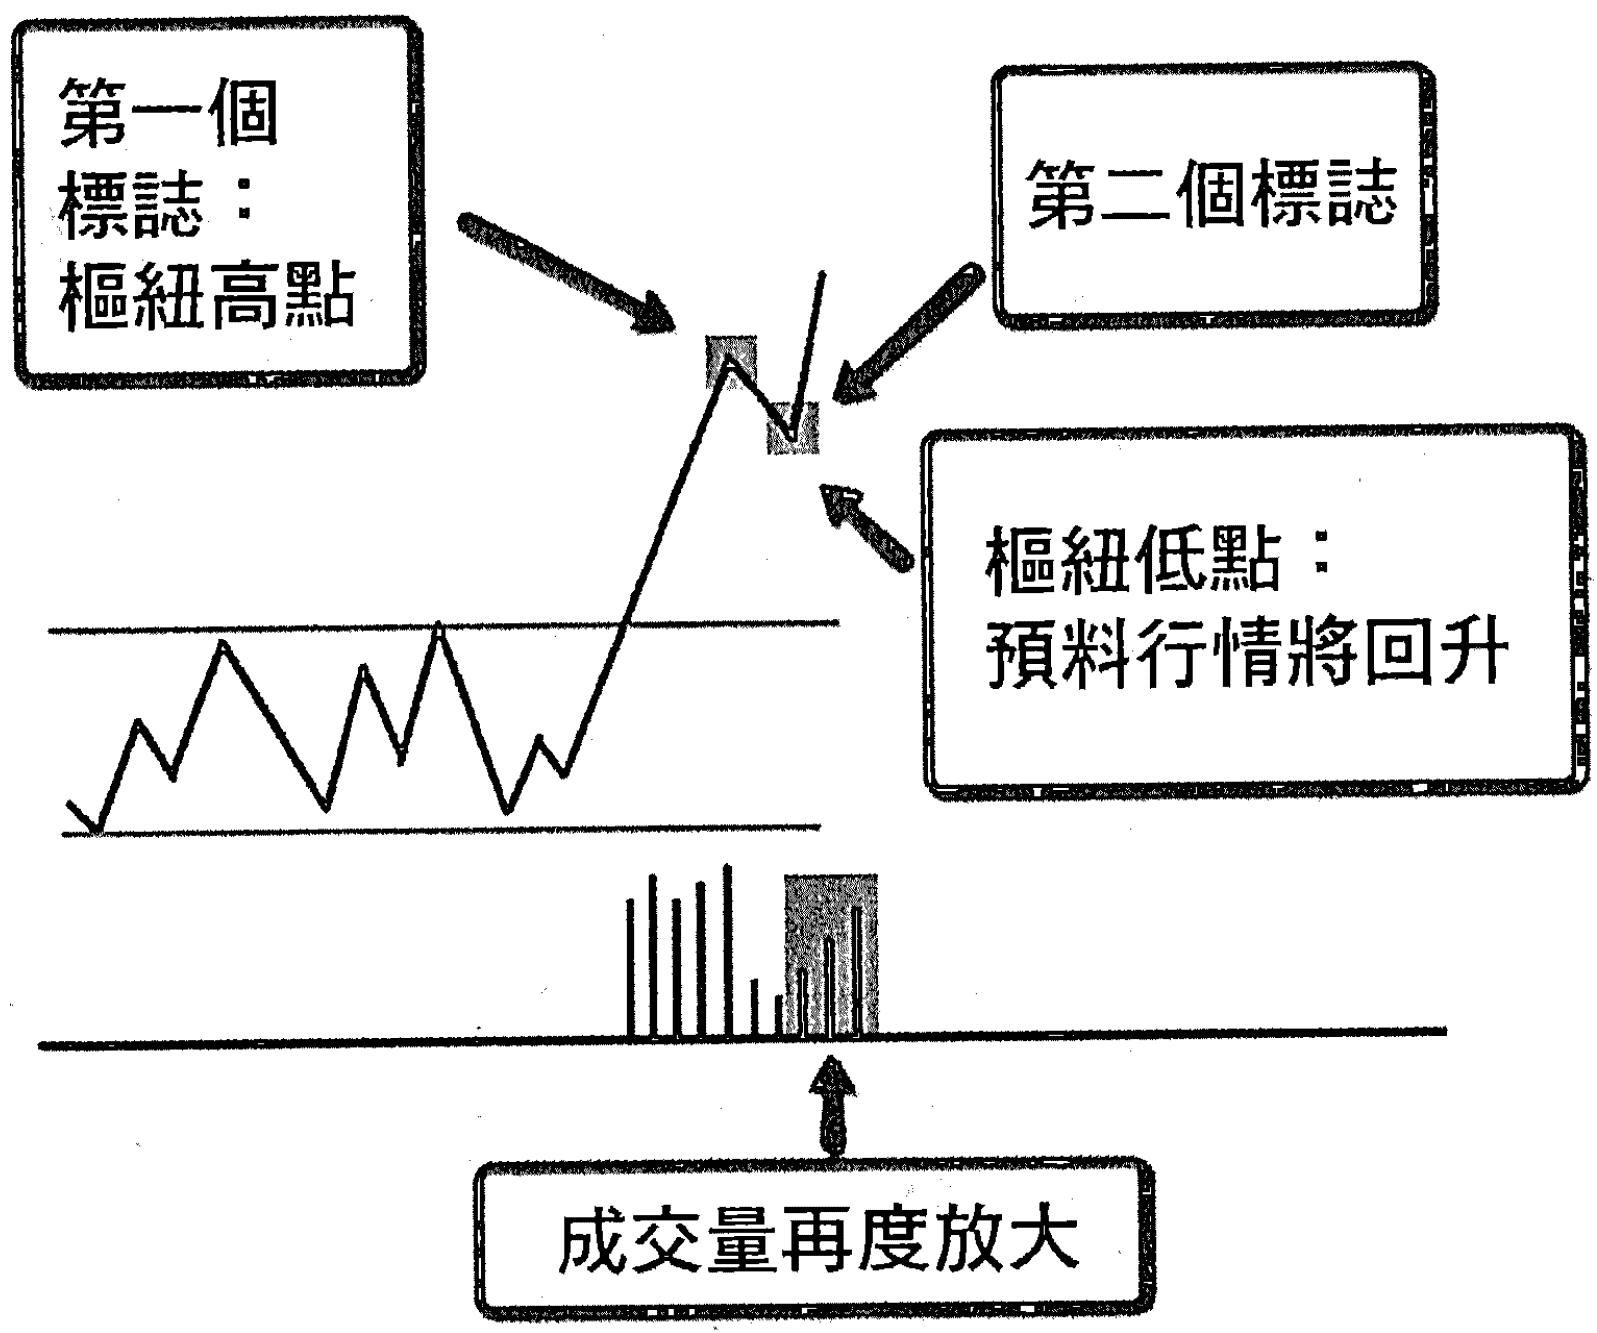 第一個
標誌：
樞紐高點
第二個標誌
樞紐低點：
預料行情將回升
成交量再度放大